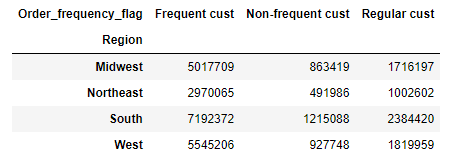 Order_frequency_flag Frequent cust Non-frequent cust Regular cust
Region
Midwest 5017709 863419 1716197
Northeast 2970065 491986 1002602
South 7192372 1215088 2384420
West 5545206 927748 1819959